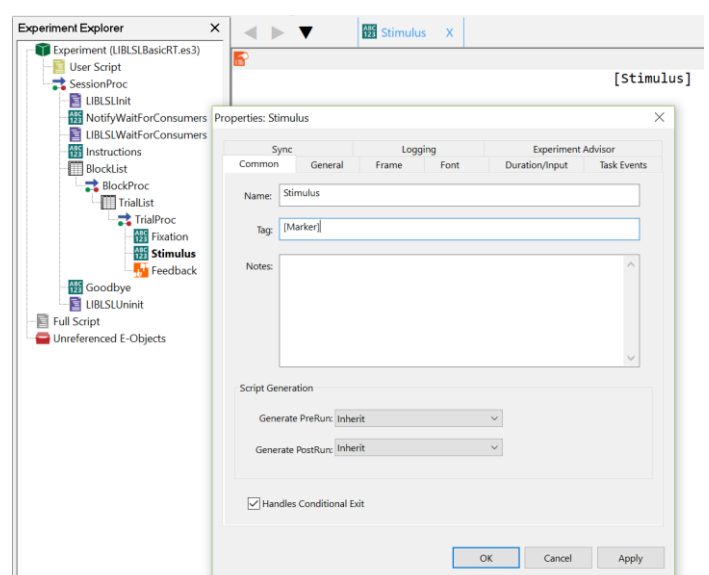 Experiment Explorer X
Experiment (LIBLSLBasicRT.es3)
User Script
SessionProc
LIBLSLInit
NotifyWaitForConsumers
LIBLSLWaitForConsumers
Instructions
BlockList
BlockProc
TrialList
TrialProc
Fixation
Stimulus
Feedback
Goodbye
LIBLSLUninit
Full Script
Unreferenced E-Objects
ABC 123 Stimulus X
[Stimulus]
Properties: Stimulus
Sync Logging Experiment Advisor
Common General Frame Font Duration/Input Task Events
Name: Stimulus
Tag: [Marker]
Notes:
Script Generation
Generate PreRun: Inherit
Generate PostRun: Inherit
Handles Conditional Exit
OK Cancel Apply